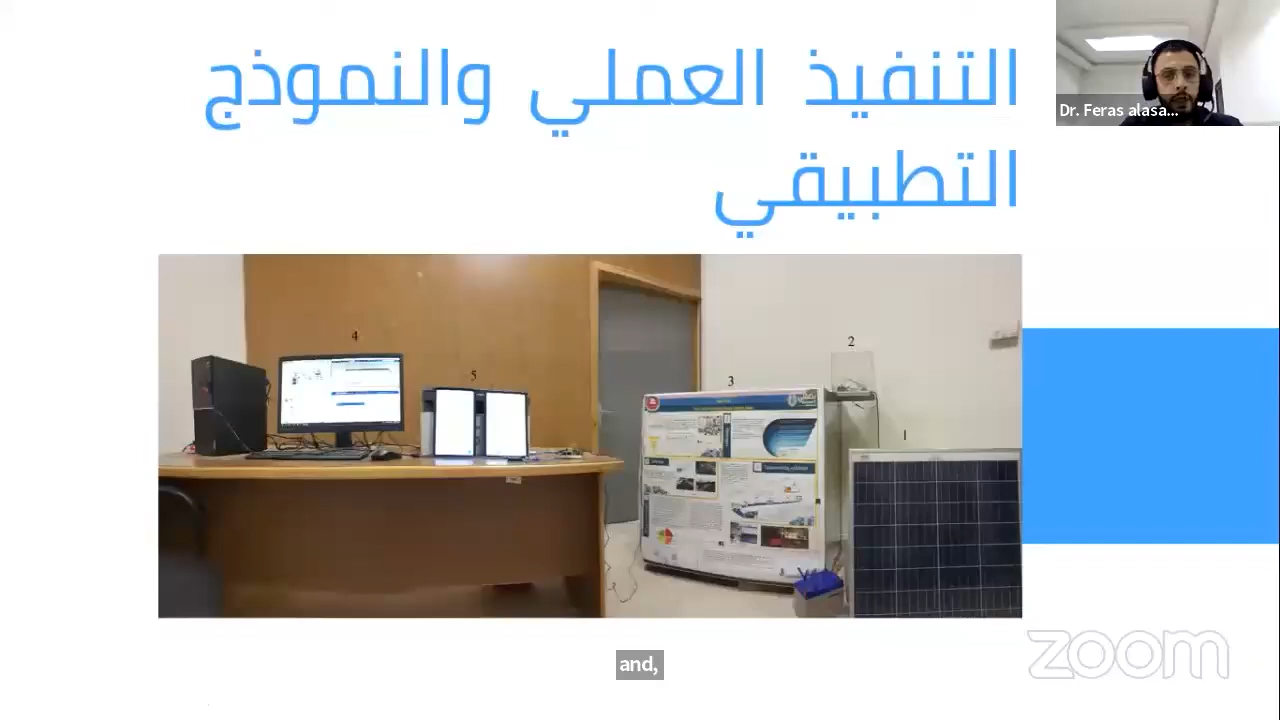 التنفيذ العملي والنموذج
التطبيقي
Dr. Feras alasa...
4
5
3
2
1
zoom
and,